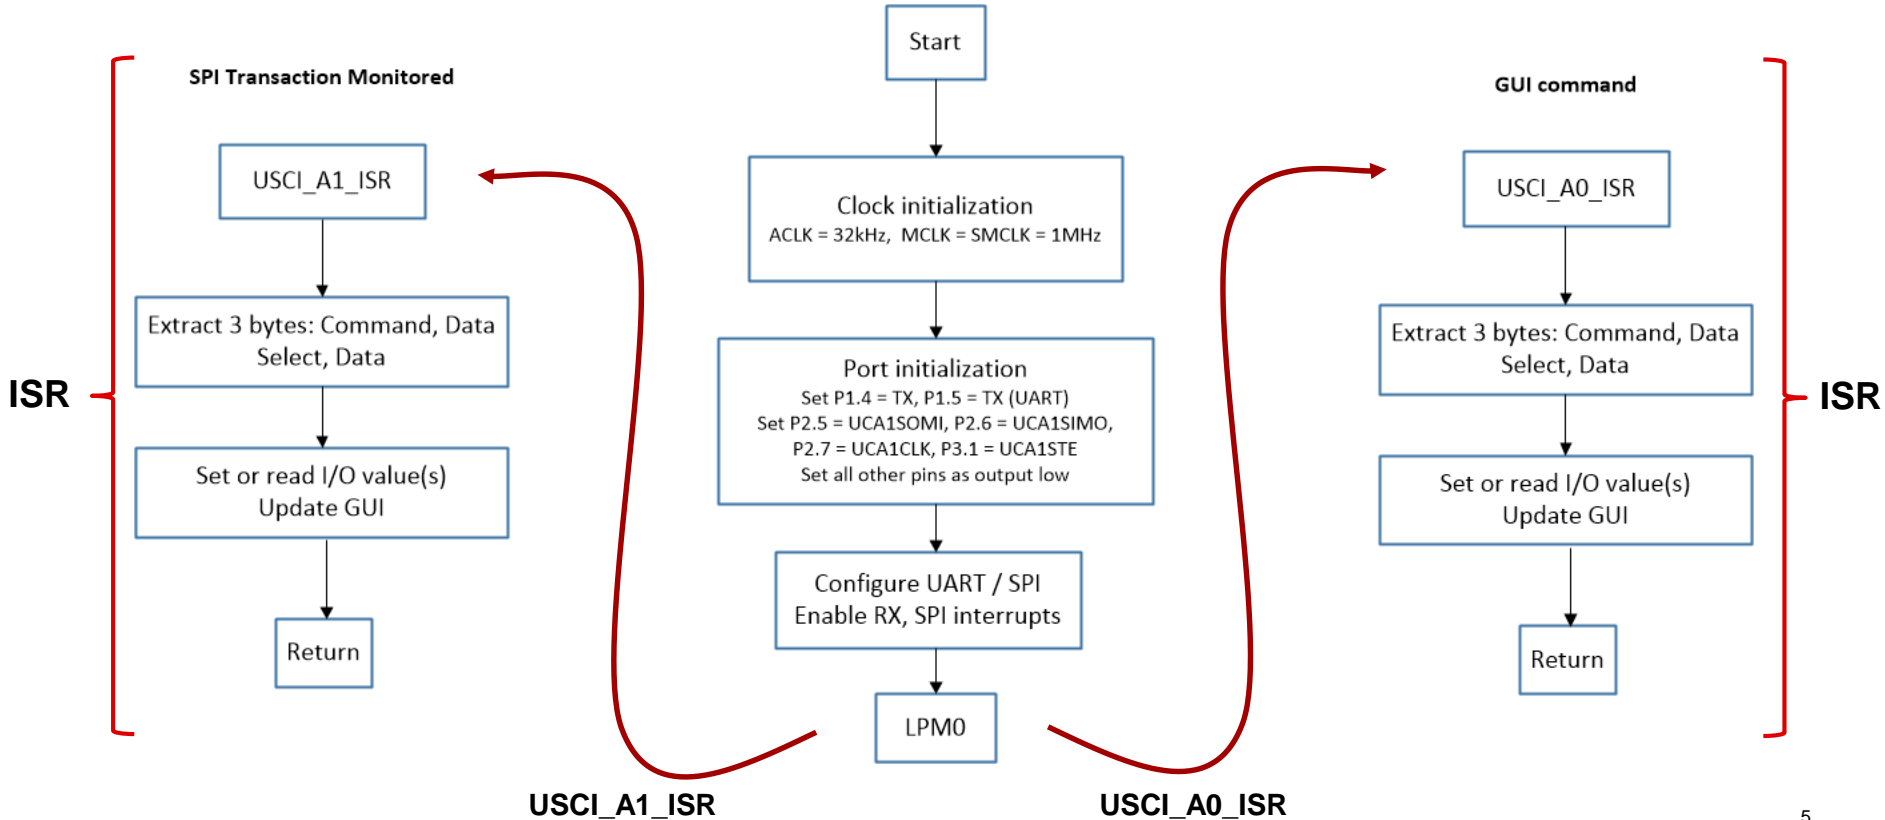 ISR
SPI Transaction Monitored
USCI_A1_ISR
Extract 3 bytes: Command, Data
Select, Data
Set or read I/O value(s)
Update GUI
Return
Start
Clock initialization
ACLK = 32kHz, MCLK = SMCLK = 1MHz
Port initialization
Set P1.4 = TX, P1.5 = TX (UART)
Set P2.5 = UCA1SOMI, P2.6 = UCA1SIMO,
P2.7 = UCA1CLK, P3.1 = UCA1STE
Set all other pins as output low
Configure UART / SPI
Enable RX, SPI interrupts
LPM0
USCI_A1_ISR
USCI_A0_ISR
GUI command
USCI_A0_ISR
Extract 3 bytes: Command, Data
Select, Data
Set or read I/O value(s)
Update GUI
Return
ISR
5